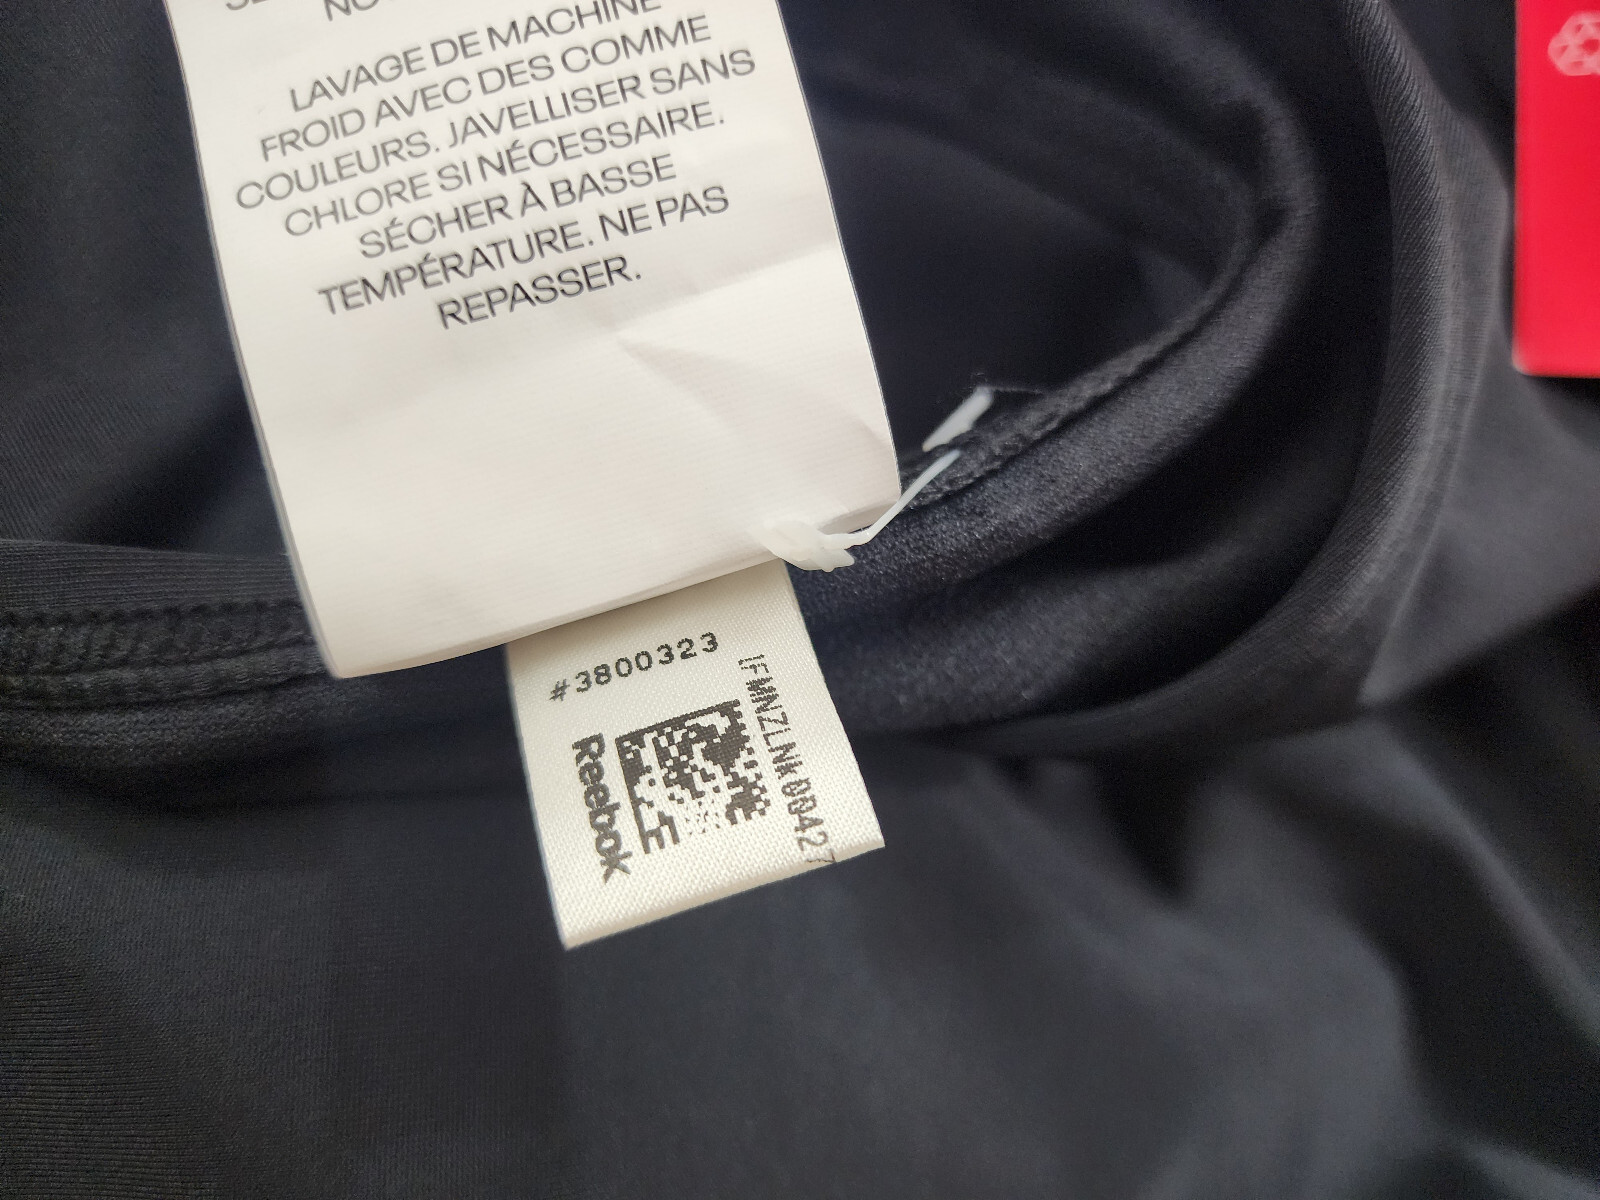 LAVAGE DE MACHINE
FROID AVEC DES COMME
COULEURS. JAVELLISER SANS
CHLORE SI NÉCESSAIRE.
SÉCHER À BASSE
TEMPÉRATURE. NE PAS
REPASSER.
#3800323
Reebok